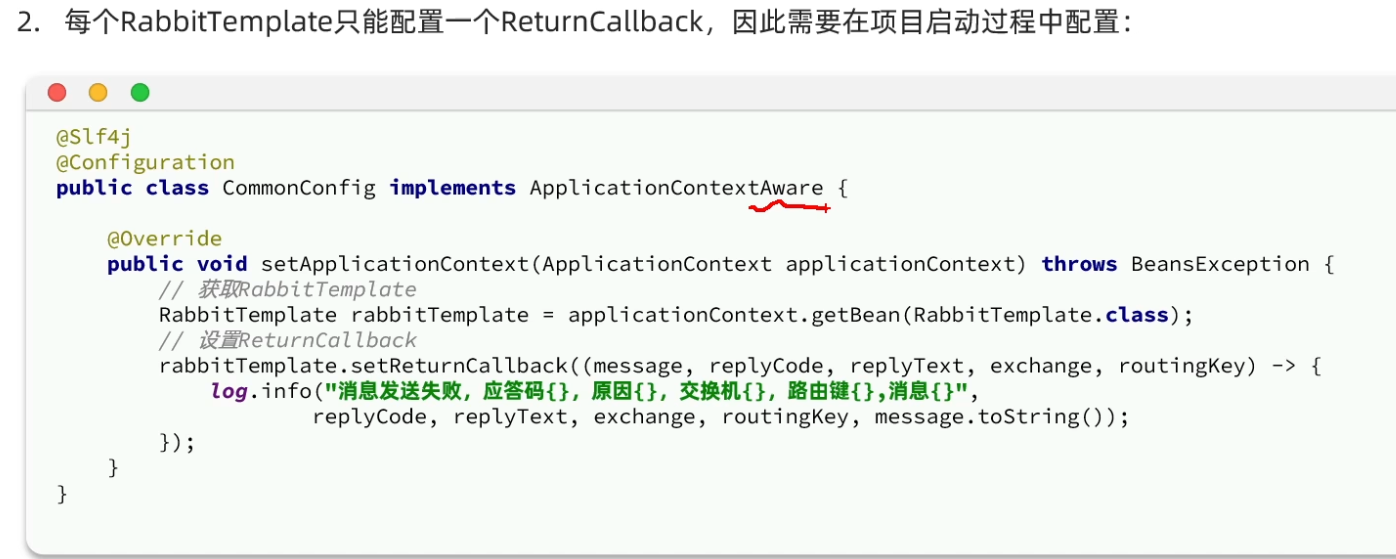 2. 每个RabbitTemplate只能配置一个ReturnCallback，因此需要在项目启动过程中配置：
@Slf4j
@Configuration
public class CommonConfig implements ApplicationContextAware {
@Override
public void setApplicationContext(ApplicationContext applicationContext) throws BeansException {
// 获取RabbitTemplate
RabbitTemplate rabbitTemplate = applicationContext.getBean(RabbitTemplate.class);
// 设置ReturnCallback
rabbitTemplate.setReturnCallback((message, replyCode, replyText, exchange, routingKey) -> {
log.info("消息发送失败，应答码{}，原因{}，交换机{}，路由键{},消息{}",
replyCode, replyText, exchange, routingKey, message.toString());
});
}
}